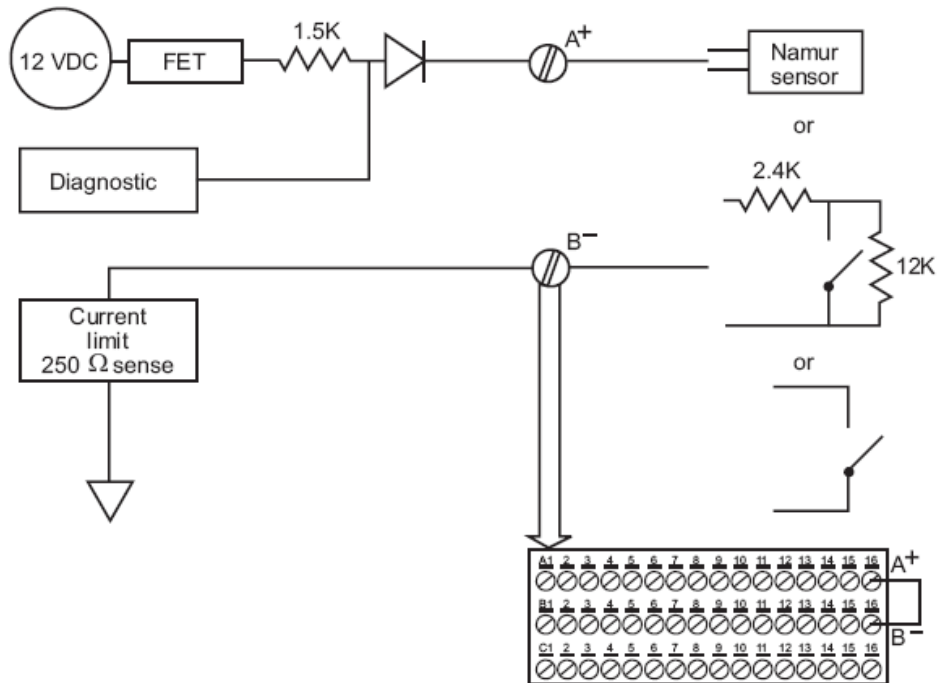 12 VDC
FET
1.5K
A+
Namur
sensor
or
Diagnostic
2.4K
12K
B−
Current
limit
250 Ω sense
or
A1 2 3 4 5 6 7 8 9 10 11 12 13 14 15 16
A+
B1 2 3 4 5 6 7 8 9 10 11 12 13 14 15 16
B−
C1 2 3 4 5 6 7 8 9 10 11 12 13 14 15 16